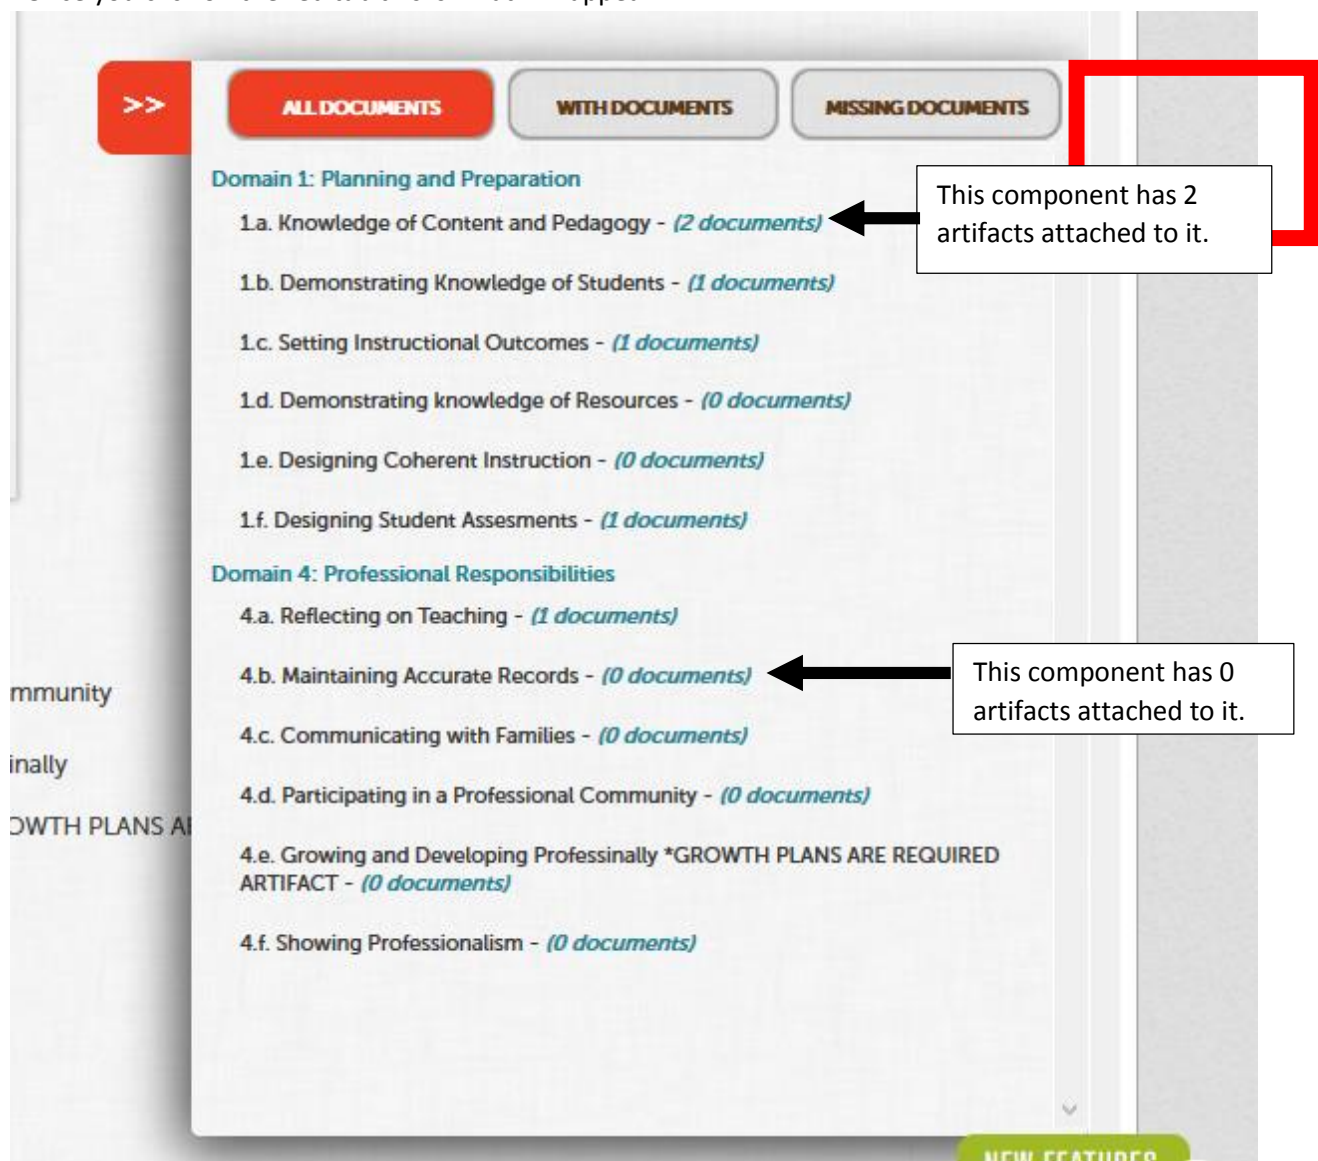 >>
ALL DOCUMENTS
WITH DOCUMENTS
MISSING DOCUMENTS
Domain 1: Planning and Preparation
1.a. Knowledge of Content and Pedagogy - (2 documents)
This component has 2
artifacts attached to it.
1.b. Demonstrating Knowledge of Students - (1 documents)
1.c. Setting Instructional Outcomes - (1 documents)
1.d. Demonstrating knowledge of Resources - (0 documents)
1.e. Designing Coherent Instruction - (0 documents)
1.f. Designing Student Assesments - (1 documents)
Domain 4: Professional Responsibilities
4.a. Reflecting on Teaching - (1 documents)
4.b. Maintaining Accurate Records - (0 documents)
This component has 0
artifacts attached to it.
mmunity
4.c. Communicating with Families - (0 documents)
inally
4.d. Participating in a Professional Community - (0 documents)
OWTH PLANS A
4.e. Growing and Developing Professinally *GROWTH PLANS ARE REQUIRED
ARTIFACT - (0 documents)
4.f. Showing Professionalism - (0 documents)
NEW FEATURES